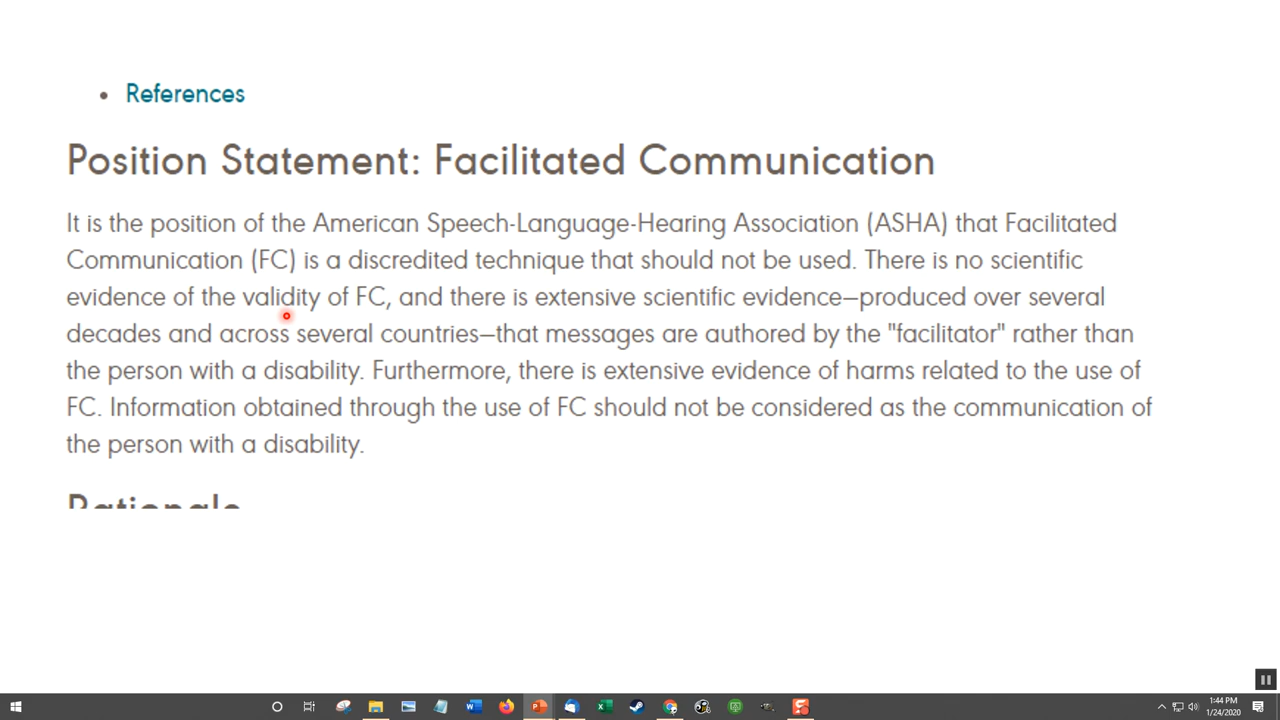 References
Position Statement: Facilitated Communication
It is the position of the American Speech-Language-Hearing Association (ASHA) that Facilitated
Communication (FC) is a discredited technique that should not be used. There is no scientific
evidence of the validity of FC, and there is extensive scientific evidence—produced over several
decades and across several countries—that messages are authored by the "facilitator" rather than
the person with a disability. Furthermore, there is extensive evidence of harms related to the use of
FC. Information obtained through the use of FC should not be considered as the communication of
the person with a disability.
Rationale
1:44 PM
1/24/2020